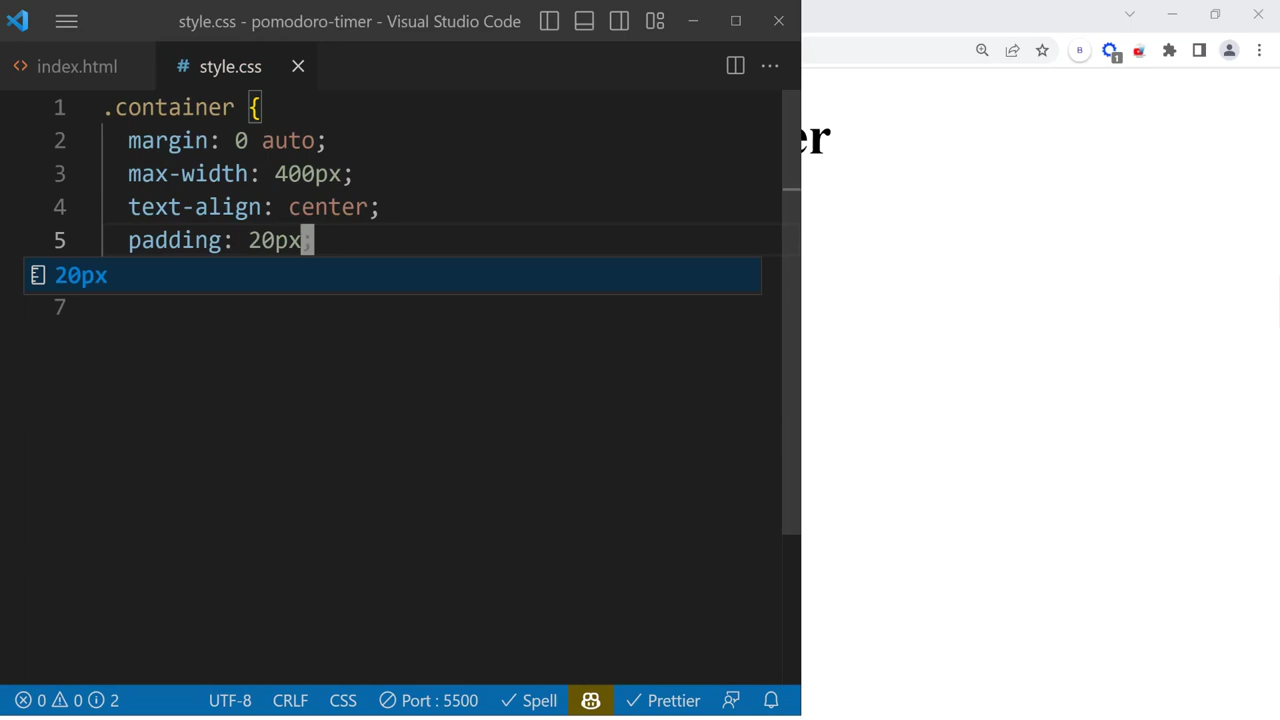 style.css - pomodoro-timer - Visual Studio Code
index.html
# style.css
B
1
er
1 .container {
2 margin: 0 auto;
3 max-width: 400px;
4 text-align: center;
5 padding: 20px;
20px
7
0 0 2 UTF-8 CRLF CSS Port : 5500 Spell Prettier